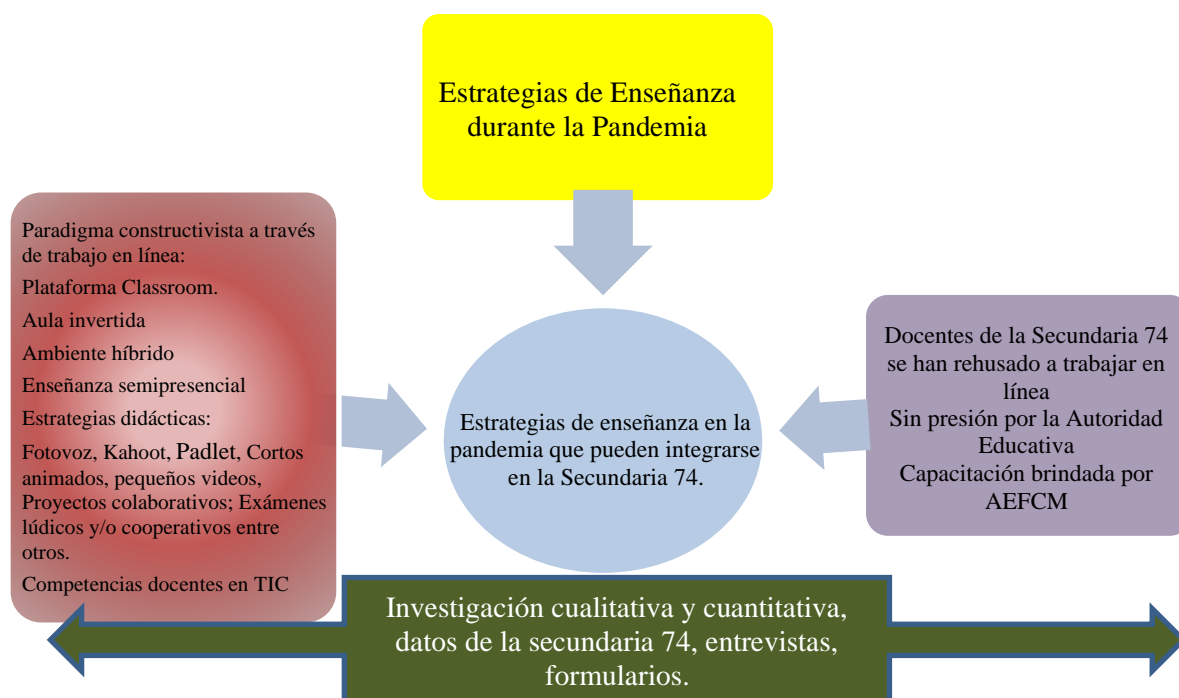 Estrategias de Enseñanza
durante la Pandemia
Paradigma constructivista a través
de trabajo en línea:
Plataforma Classroom.
Aula invertida
Ambiente híbrido
Enseñanza semipresencial
Estrategias didácticas:
Fotovoz, Kahoot, Padlet, Cortos
animados, pequeños videos,
Proyectos colaborativos; Exámenes
lúdicos y/o cooperativos entre
otros.
Competencias docentes en TIC
Estrategias de enseñanza en la
pandemia que pueden integrarse
en la Secundaria 74.
Docentes de la Secundaria 74
se han rehusado a trabajar en
línea
Sin presión por la Autoridad
Educativa
Capacitación brindada por
AEFCM
Investigación cualitativa y cuantitativa,
datos de la secundaria 74, entrevistas,
formularios.